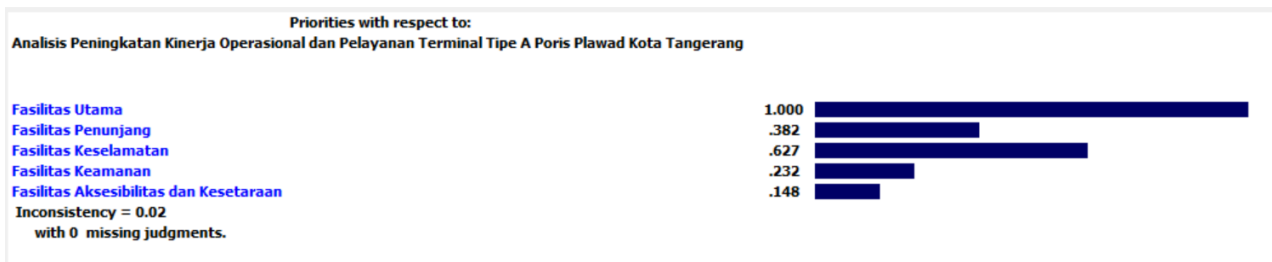 Priorities with respect to:
Analisis Peningkatan Kinerja Operasional dan Pelayanan Terminal Tipe A Poris Plawad Kota Tangerang
Fasilitas Utama 1.000
Fasilitas Penunjang .382
Fasilitas Keselamatan .627
Fasilitas Keamanan .232
Fasilitas Aksesibilitas dan Kesetaraan .148
Inconsistency = 0.02
with 0 missing judgments.